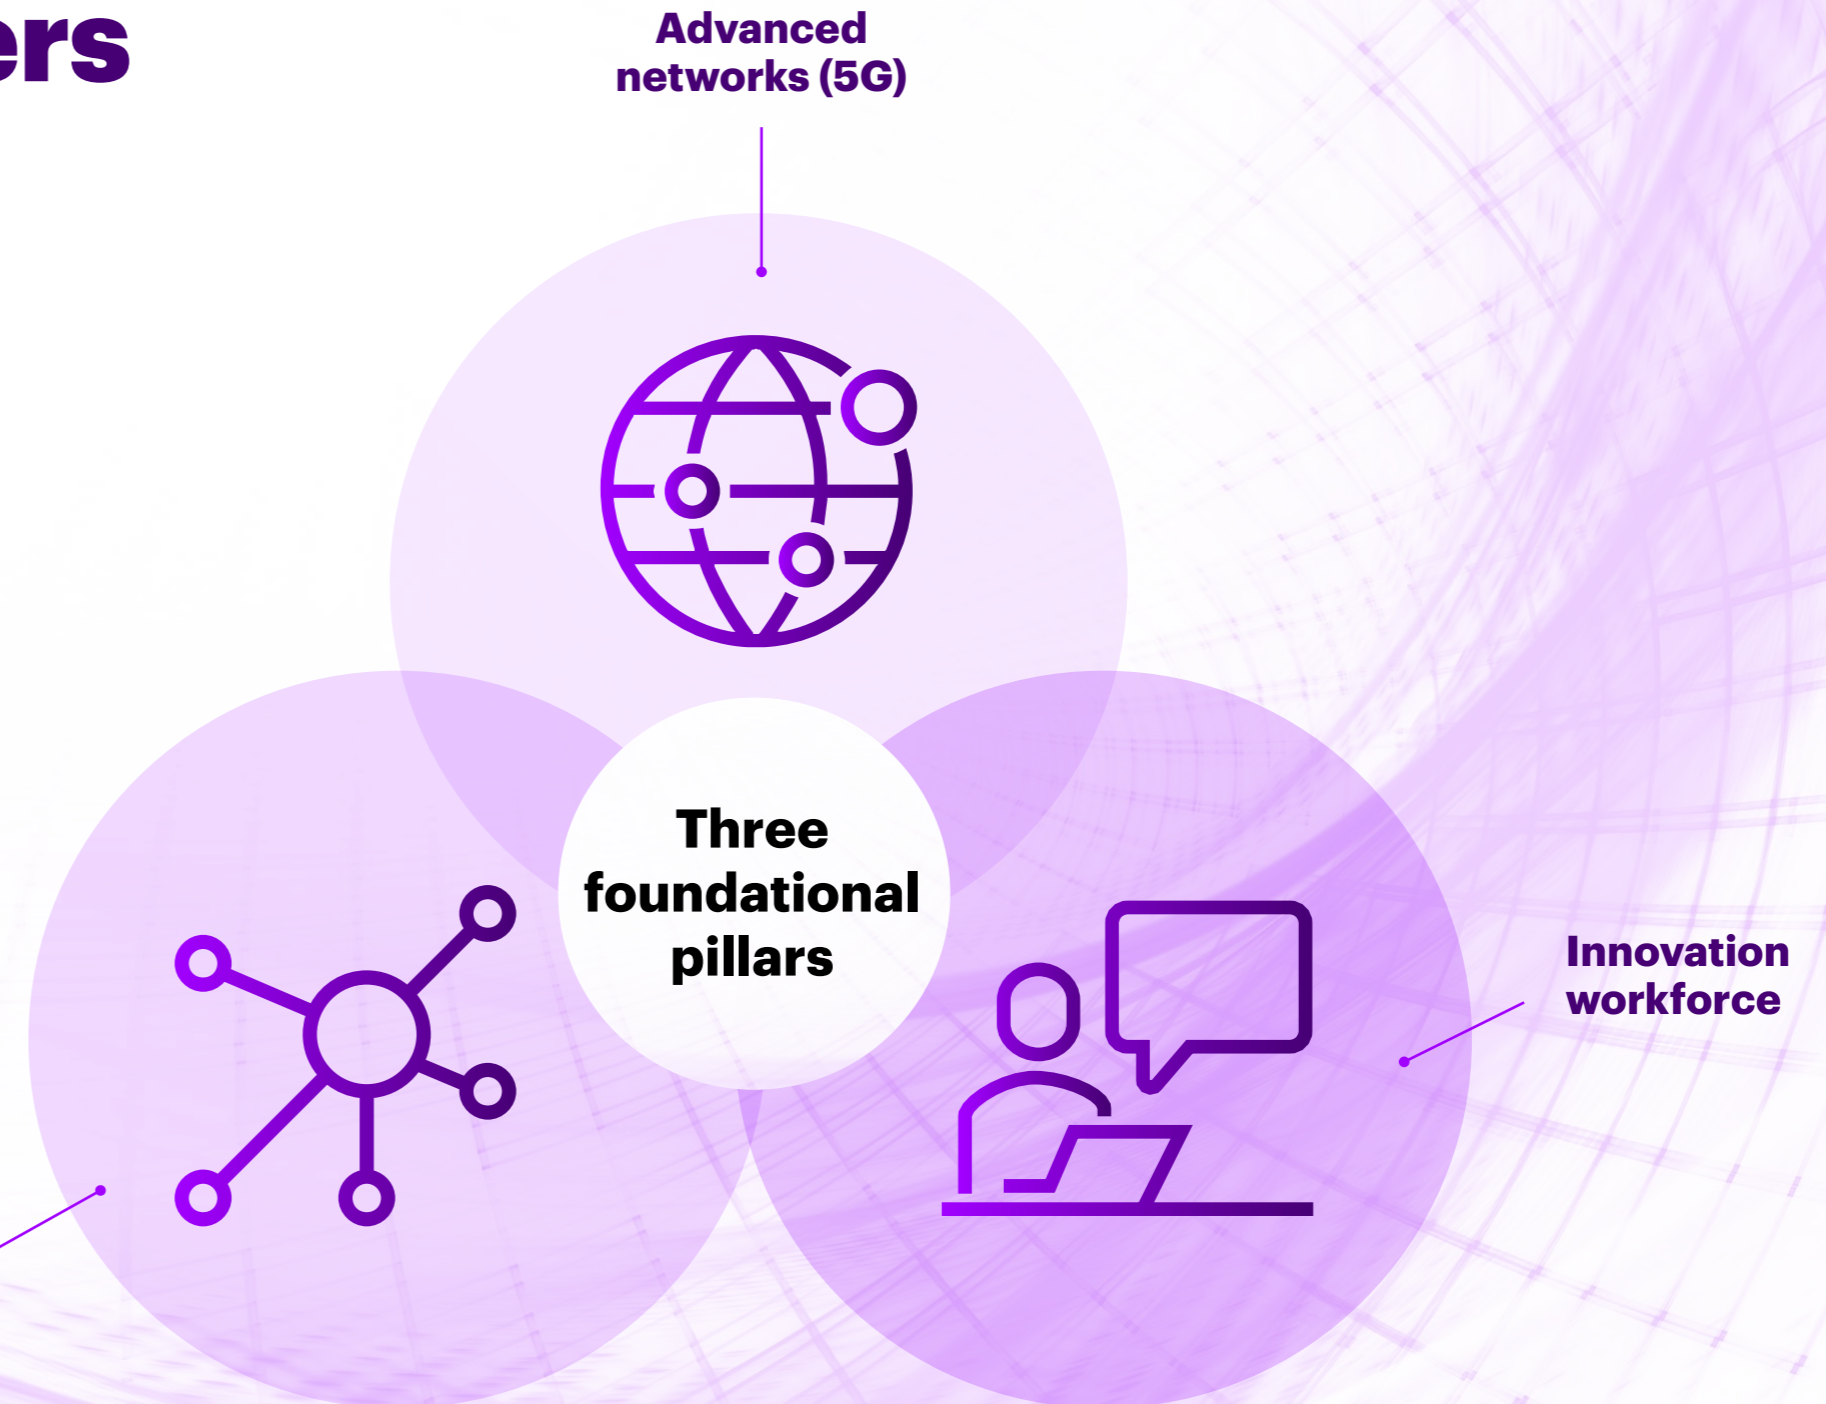 ers
Advanced
networks (5G)
Three
foundational
pillars
Innovation
workforce